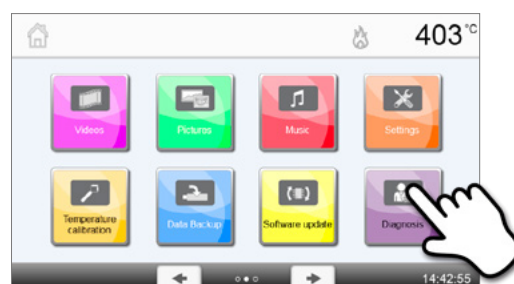 403°C
Videos
Pictures
Music
Settings
Temperature
calibration
Data Backup
Software update
Diagnosis
14:42:55